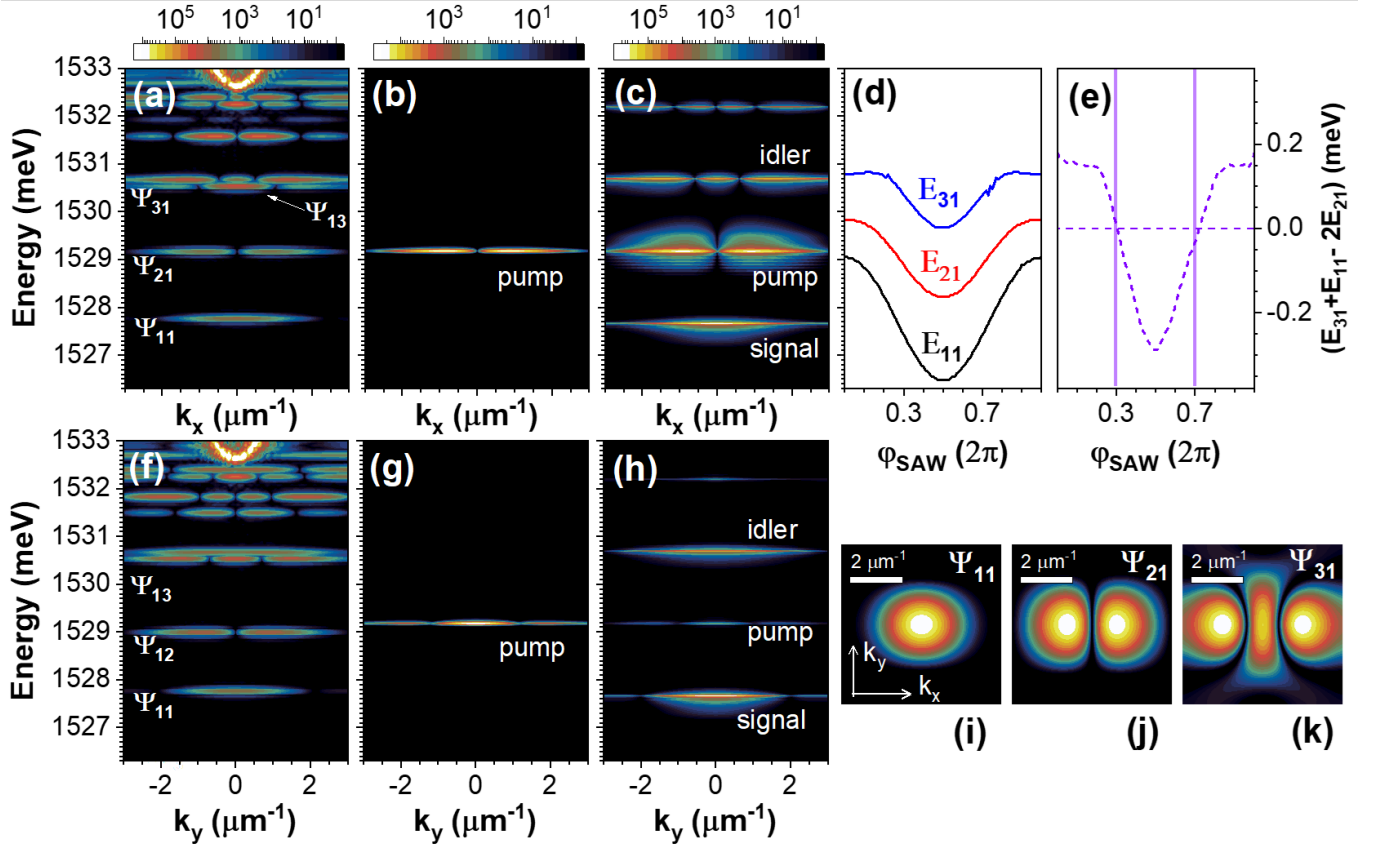 10⁵ 10³ 10¹
10³ 10¹
10⁵ 10³ 10¹
Energy (meV)
1533
1532
1531
1530
1529
1528
1527
(a)
Ψ₃₁
Ψ₁₃
Ψ₂₁
Ψ₁₁
kₓ (μm⁻¹)
(b)
pump
kₓ (μm⁻¹)
(c)
idler
pump
signal
kₓ (μm⁻¹)
(d)
E₃₁
E₂₁
E₁₁
0.3 0.7
φ_SAW (2π)
(e)
0.2
0.0
-0.2
(E₃₁+E₁₁- 2E₂₁) (meV)
0.3 0.7
φ_SAW (2π)
Energy (meV)
1533
1532
1531
1530
1529
1528
1527
(f)
Ψ₁₃
Ψ₁₂
Ψ₁₁
-2 0 2
k_y (μm⁻¹)
(g)
pump
-2 0 2
k_y (μm⁻¹)
(h)
idler
pump
signal
-2 0 2
k_y (μm⁻¹)
2 μm⁻¹ Ψ₁₁
k_y
kₓ
(i)
2 μm⁻¹ Ψ₂₁
(j)
2 μm⁻¹ Ψ₃₁
(k)